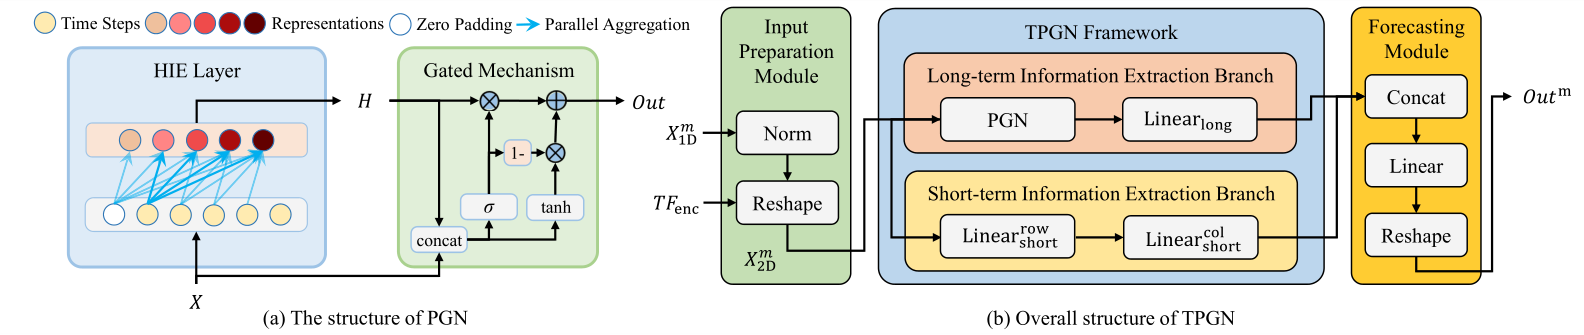 Time Steps Representations Zero Padding Parallel Aggregation
HIE Layer
H
X
Gated Mechanism
Out
1-
σ
tanh
concat
(a) The structure of PGN
Input
Preparation
Module
X^m_1D
Norm
TF_enc
Reshape
X^m_2D
TPGN Framework
Long-term Information Extraction Branch
PGN
Linear_long
Short-term Information Extraction Branch
Linear^row_short
Linear^col_short
Forecasting
Module
Concat
Linear
Reshape
Out^m
(b) Overall structure of TPGN